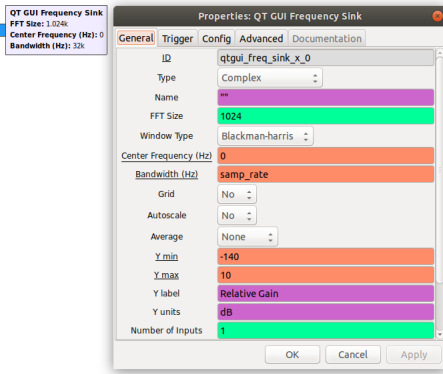 QT GUI Frequency Sink
FFT Size: 1.024k
Center Frequency (Hz): 0
Bandwidth (Hz): 32k
Properties: QT GUI Frequency Sink
General Trigger Config Advanced Documentation
ID qtgui_freq_sink_x_0
Type Complex
Name ""
FFT Size 1024
Window Type Blackman-harris
Center Frequency (Hz) 0
Bandwidth (Hz) samp_rate
Grid No
Autoscale No
Average None
Y min -140
Y max 10
Y label Relative Gain
Y units dB
Number of Inputs 1
OK Cancel Apply